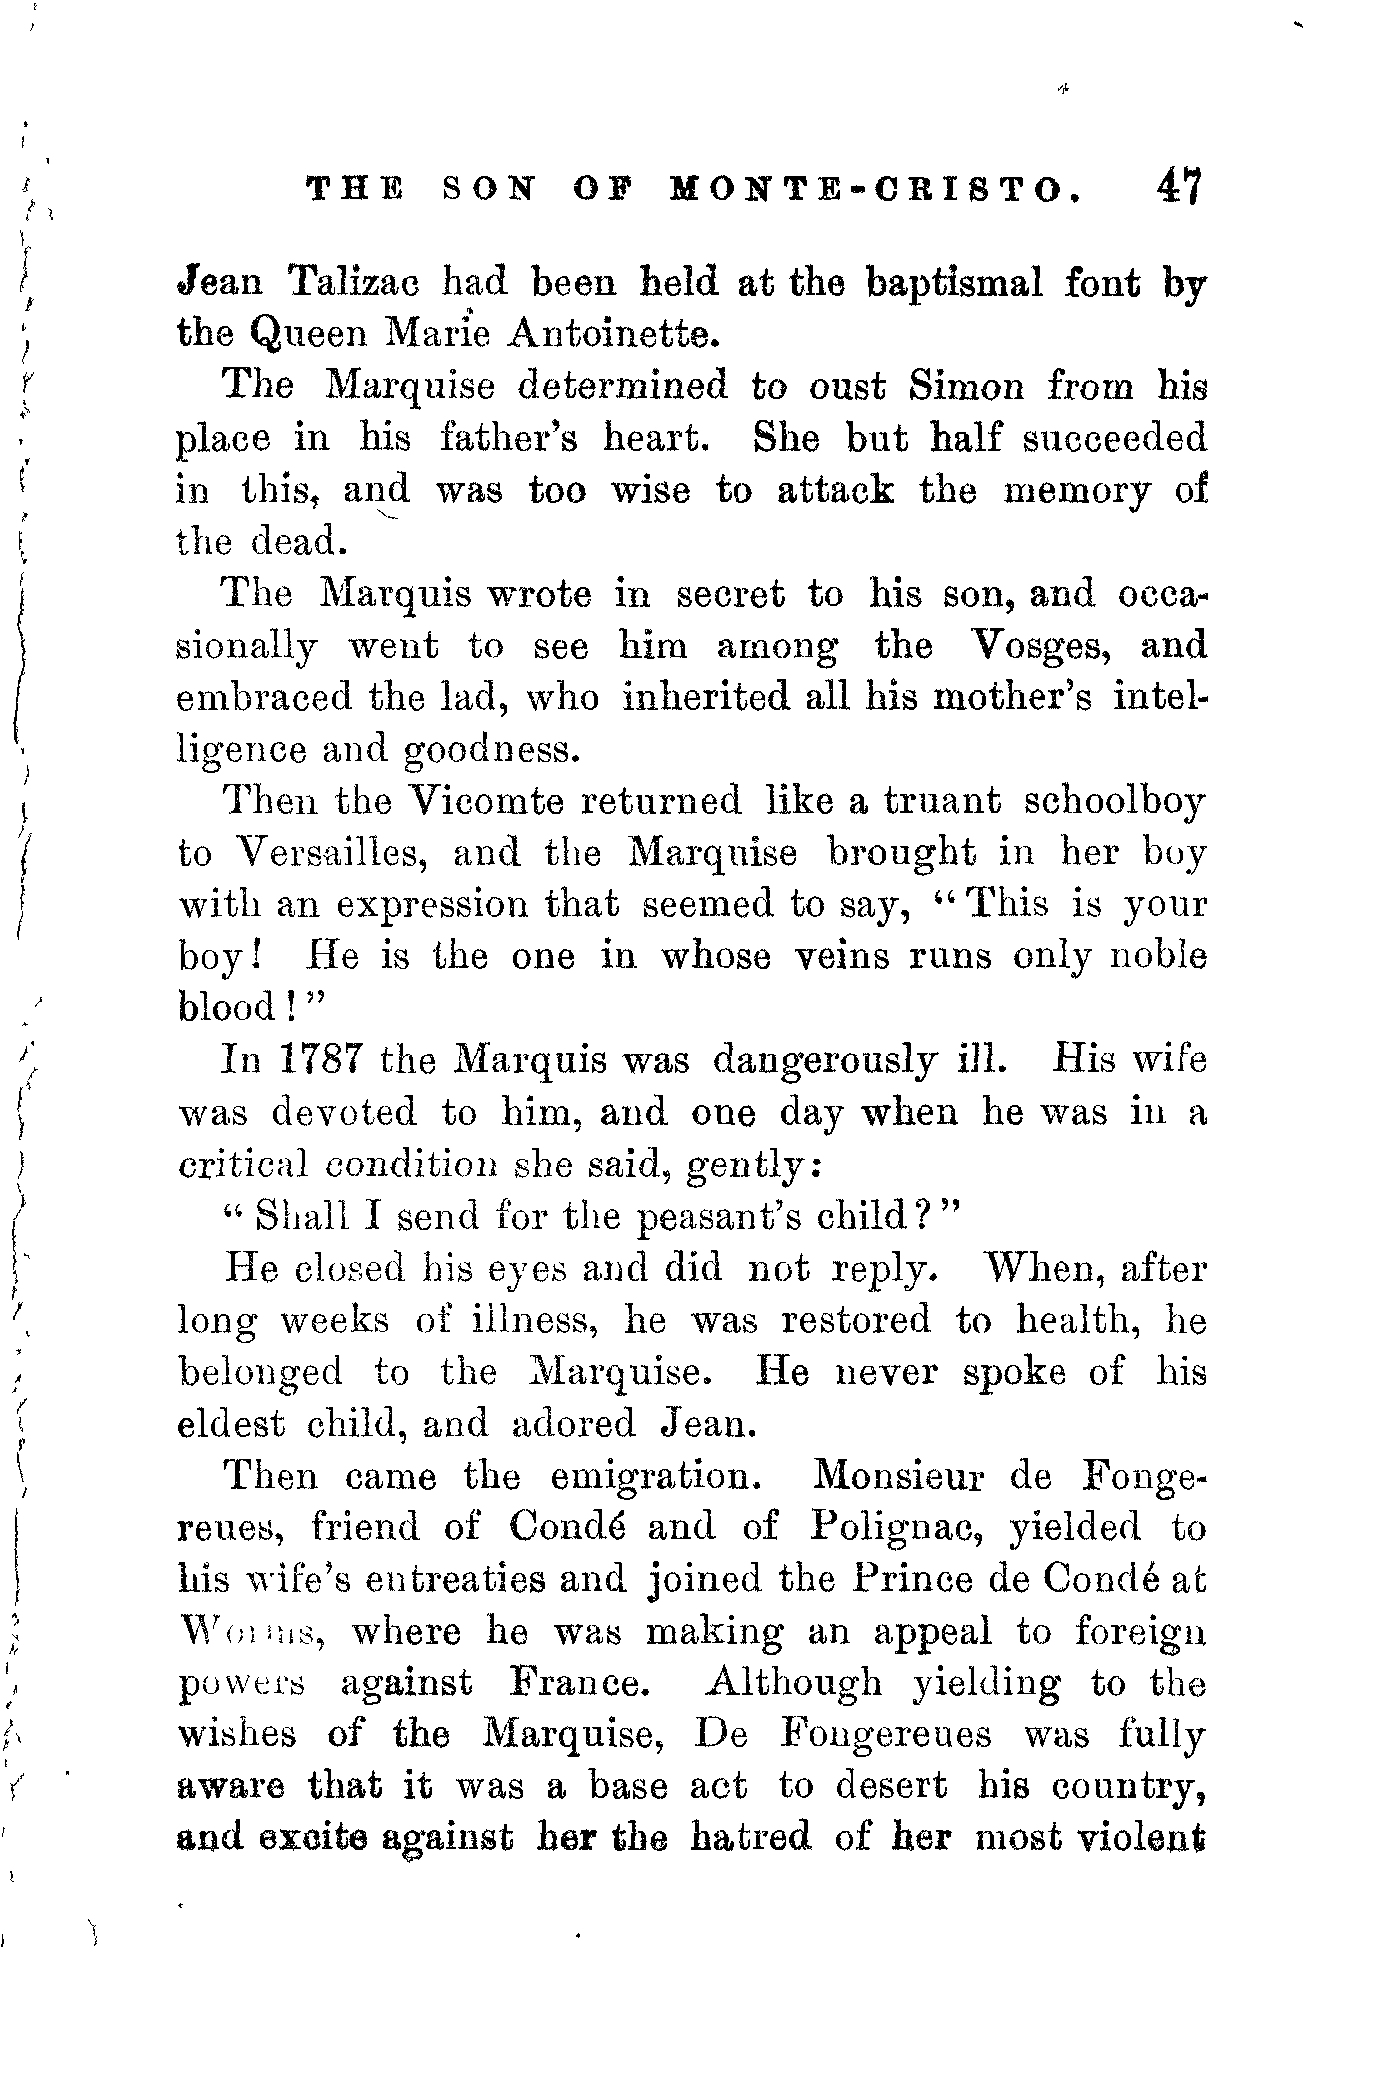 THE SON OF MONTE-CRISTO. 47
Jean Talizac had been held at the baptismal font by
the Queen Marie Antoinette.
The Marquise determined to oust Simon from his
place in his father's heart. She but half succeeded
in this, and was too wise to attack the memory of
the dead.
The Marquis wrote in secret to his son, and occa-
sionally went to see him among the Vosges, and
embraced the lad, who inherited all his mother's intel-
ligence and goodness.
Then the Vicomte returned like a truant schoolboy
to Versailles, and the Marquise brought in her boy
with an expression that seemed to say, “This is your
boy! He is the one in whose veins runs only noble
blood!”
In 1787 the Marquis was dangerously ill. His wife
was devoted to him, and one day when he was in a
critical condition she said, gently:
“Shall I send for the peasant's child?”
He closed his eyes and did not reply. When, after
long weeks of illness, he was restored to health, he
belonged to the Marquise. He never spoke of his
eldest child, and adored Jean.
Then came the emigration. Monsieur de Fonge-
reues, friend of Condé and of Polignac, yielded to
his wife's entreaties and joined the Prince de Condé at
Worms, where he was making an appeal to foreign
powers against France. Although yielding to the
wishes of the Marquise, De Fongereues was fully
aware that it was a base act to desert his country,
and excite against her the hatred of her most violent